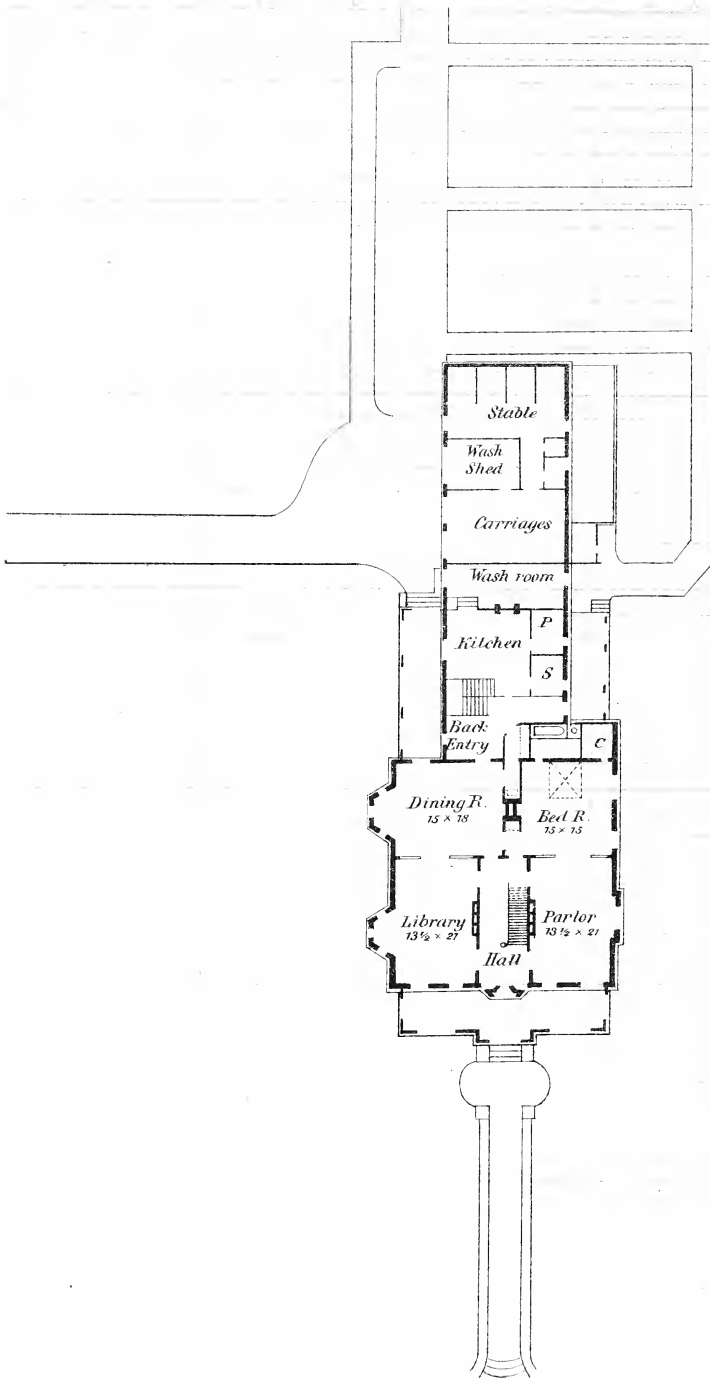 Stable
Wash
Shed
Carriages
Wash room
P
Kitchen
S
Back
Entry
C
Dining R.
15 × 18
Bed R.
15 × 15
Library
13½ × 21
Parlor
13½ × 21
Hall